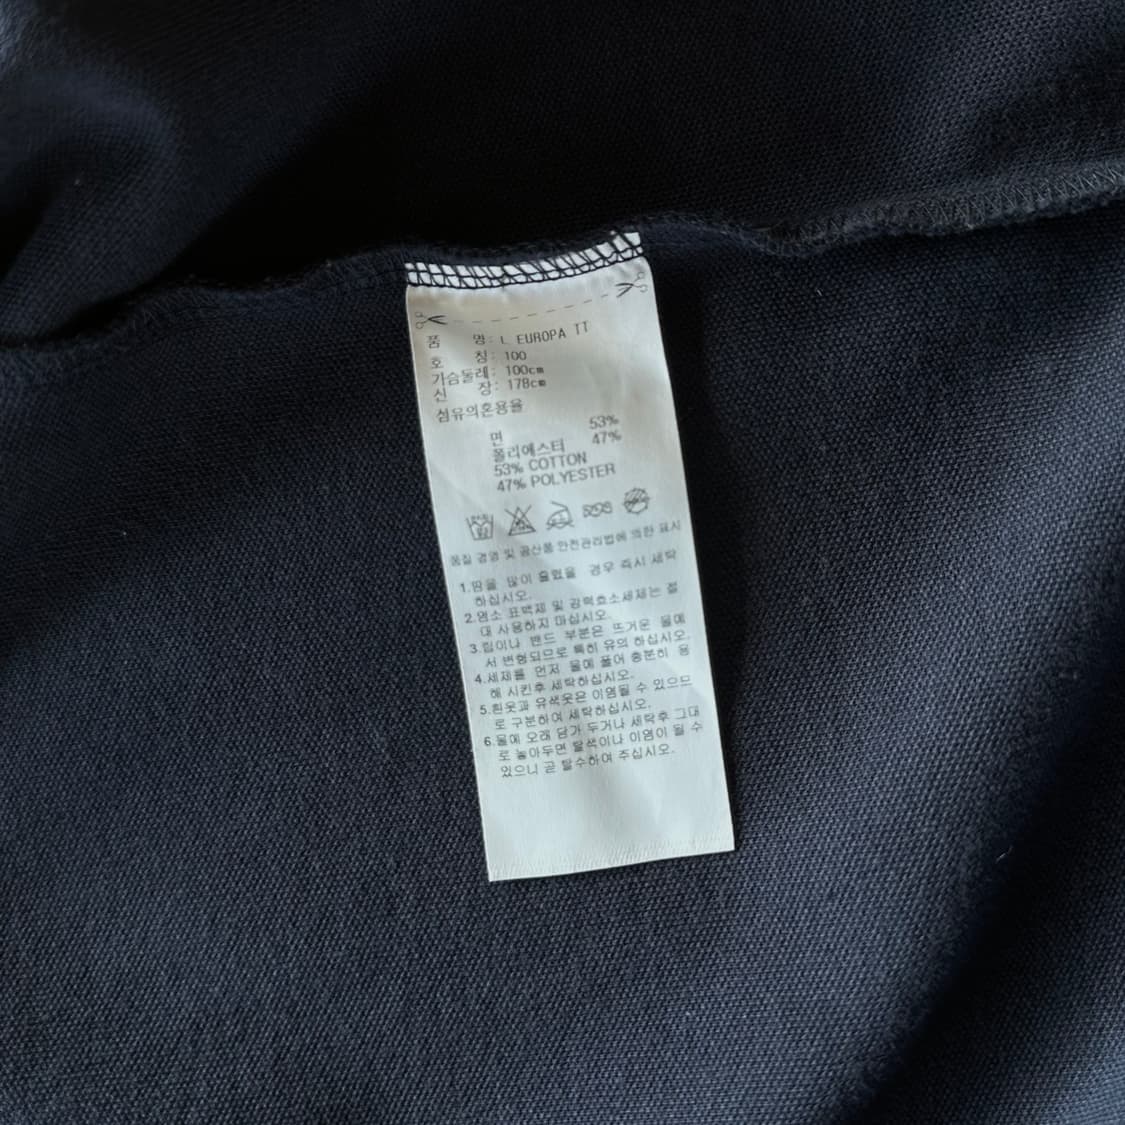 품 명: L EUROPA TT
호 칭: 100
가슴둘레: 100cm
신 장: 178cm
섬유의혼용율
면 53%
폴리에스터 47%
53% COTTON
47% POLYESTER
품질 경영 및 공산품 안전관리법에 의한 표시
1.땀을 많이 흘렸을 경우 즉시 세탁
하십시오.
2.염소 표백제 및 강력효소세제는 절
대 사용하지 마십시오.
3.립이나 밴드 부분은 뜨거운 물에
서 변형되므로 특히 유의 하십시오.
4.세제를 먼저 물에 풀어 충분히 용
해 시킨후 세탁하십시오.
5.흰옷과 유색옷은 이염될 수 있으므
로 구분하여 세탁하십시오.
6.물에 오래 담가 두거나 세탁후 그대
로 놓아두면 탈색이나 이염이 될 수
있으니 곧 탈수하여 주십시오.